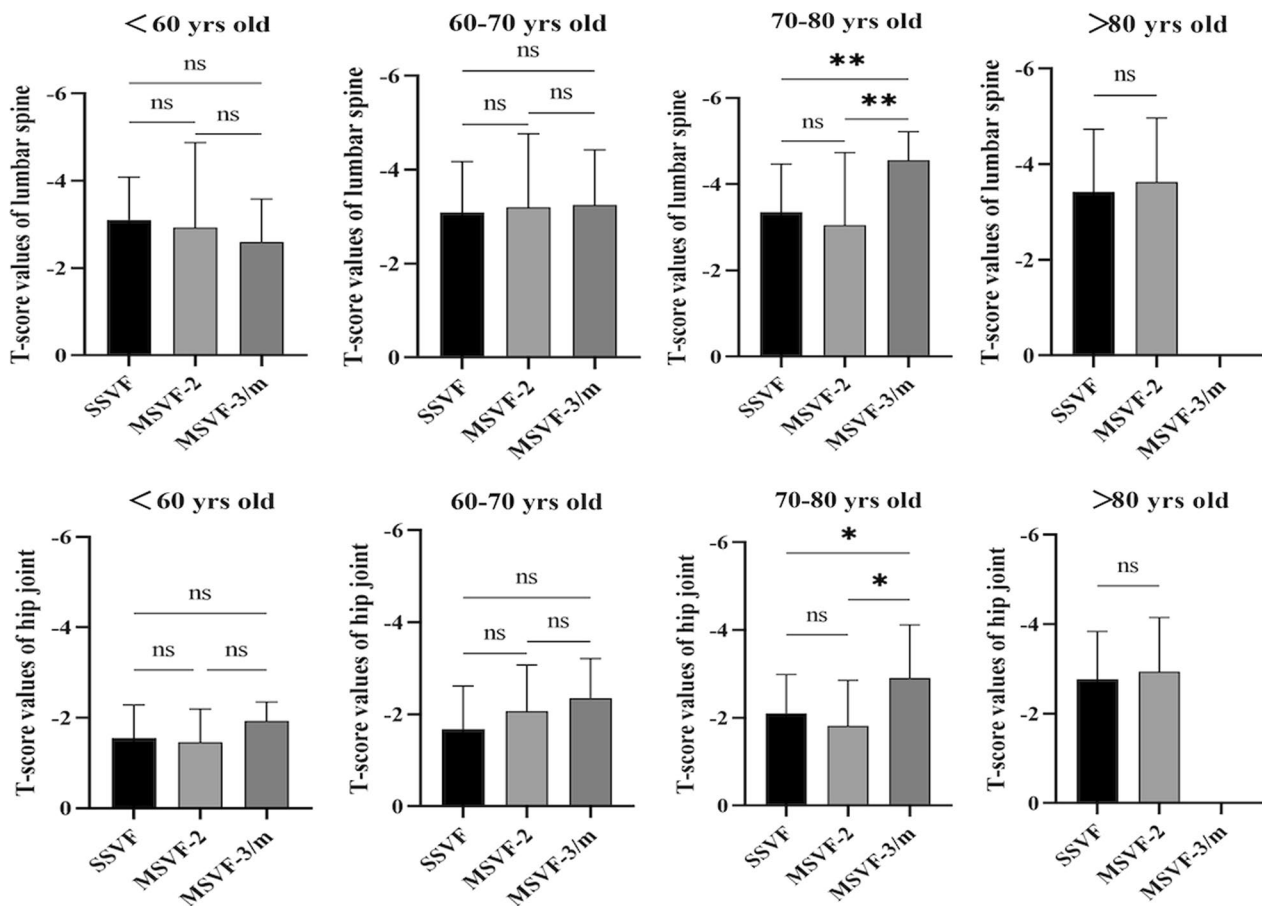 ＜60 yrs old
ns
ns
ns
T-score values of lumbar spine
-6
-4
-2
0
SSVF
MSVF-2
MSVF-3/m
60-70 yrs old
ns
ns
ns
T-score values of lumbar spine
-6
-4
-2
0
SSVF
MSVF-2
MSVF-3/m
70-80 yrs old
**
**
ns
T-score values of lumbar spine
-6
-4
-2
0
SSVF
MSVF-2
MSVF-3/m
＞80 yrs old
ns
T-score values of lumbar spine
-6
-4
-2
0
SSVF
MSVF-2
MSVF-3/m
＜60 yrs old
ns
ns
ns
T-score values of hip joint
-6
-4
-2
0
SSVF
MSVF-2
MSVF-3/m
60-70 yrs old
ns
ns
ns
T-score values of hip joint
-6
-4
-2
0
SSVF
MSVF-2
MSVF-3/m
70-80 yrs old
*
*
ns
T-score values of hip joint
-6
-4
-2
0
SSVF
MSVF-2
MSVF-3/m
＞80 yrs old
ns
T-score values of hip joint
-6
-4
-2
0
SSVF
MSVF-2
MSVF-3/m